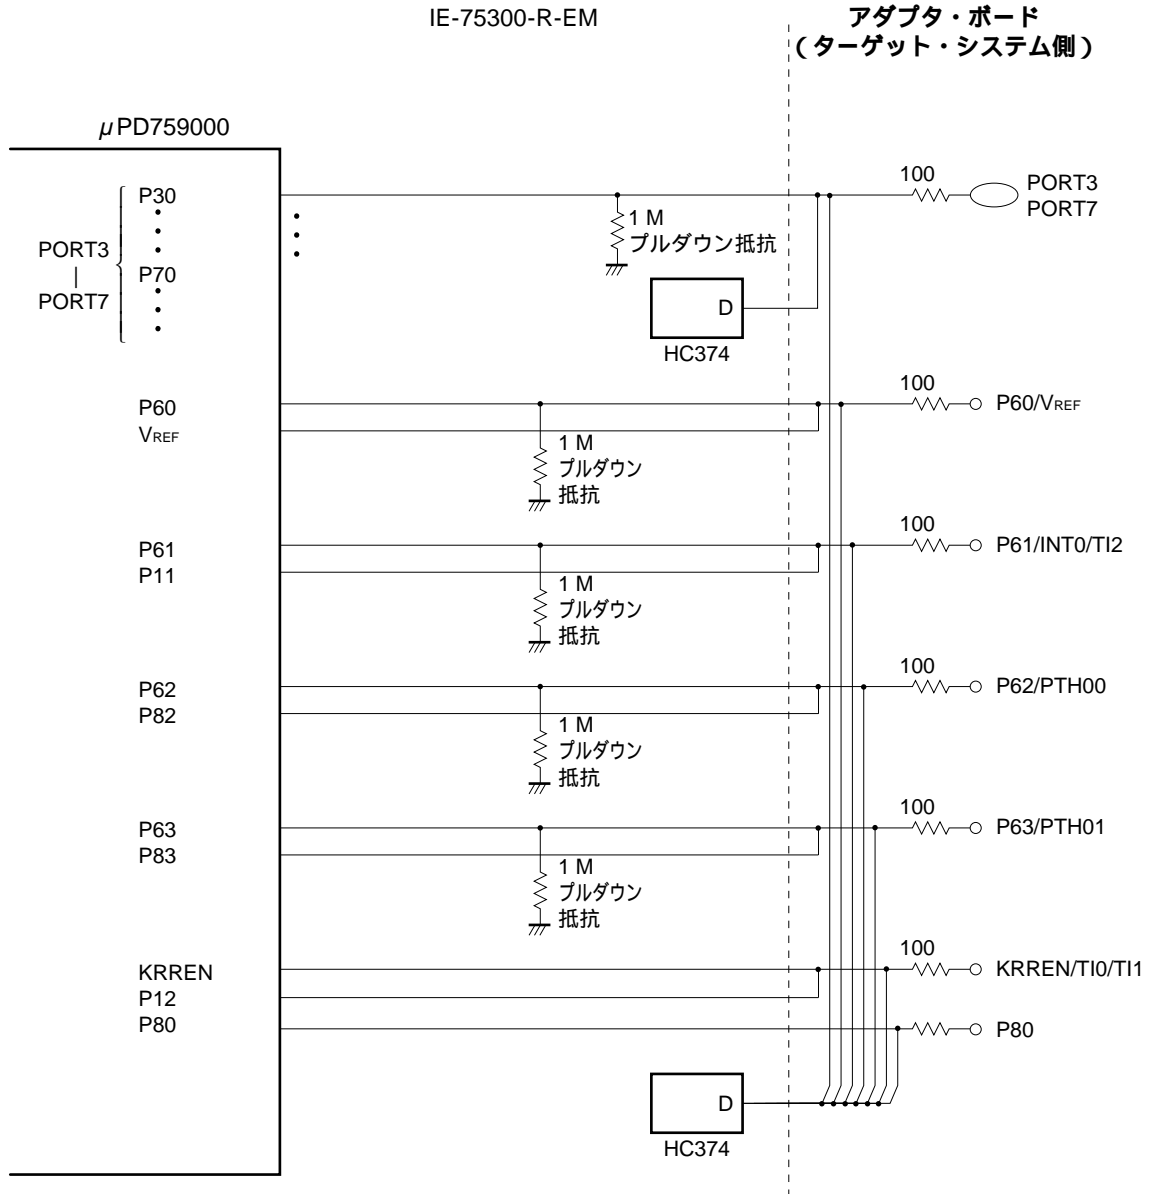 IE-75300-R-EM
アダプタ・ボード
(ターゲット・システム側)
μPD759000
P30
PORT3
|
PORT7
P70
1 M
プルダウン抵抗
100
PORT3
PORT7
D
HC374
P60
VREF
1 M
プルダウン
抵抗
100
P60/VREF
P61
P11
1 M
プルダウン
抵抗
100
P61/INT0/TI2
P62
P82
1 M
プルダウン
抵抗
100
P62/PTH00
P63
P83
1 M
プルダウン
抵抗
100
P63/PTH01
KRREN
P12
P80
100
KRREN/TI0/TI1
P80
D
HC374